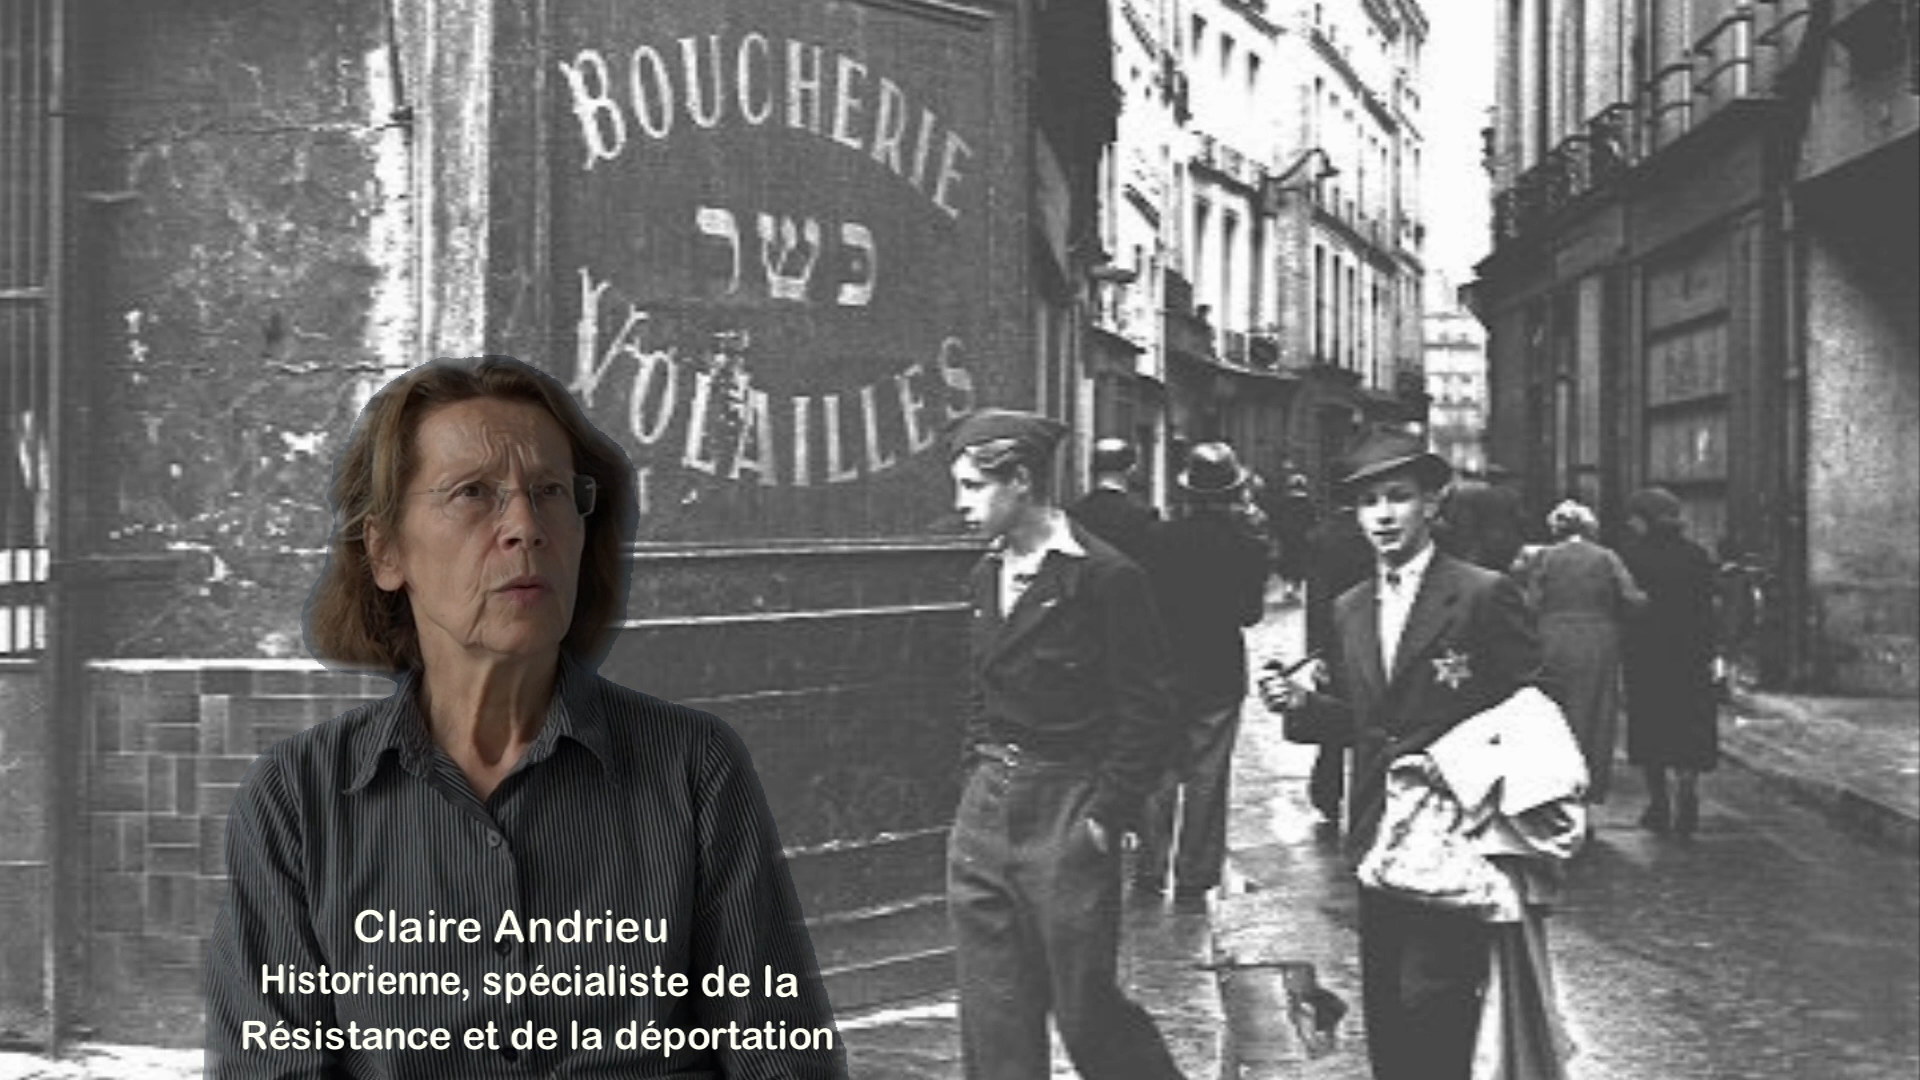 BOUCHERIE
כשר
VOLAILLES
Claire Andrieu
Historienne, spécialiste de la
Résistance et de la déportation